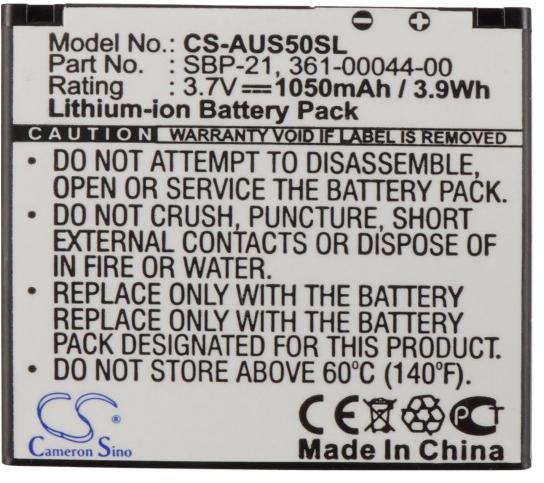 Model No.: CS-AUS50SL
Part No. : SBP-21, 361-00044-00
Rating : 3.7V⎓1050mAh / 3.9Wh
Lithium-ion Battery Pack
CAUTION WARRANTY VOID IF LABEL IS REMOVED
• DO NOT ATTEMPT TO DISASSEMBLE,
OPEN OR SERVICE THE BATTERY PACK.
• DO NOT CRUSH, PUNCTURE, SHORT
EXTERNAL CONTACTS OR DISPOSE OF
IN FIRE OR WATER.
• REPLACE ONLY WITH THE BATTERY
REPLACE ONLY WITH THE BATTERY
PACK DESIGNATED FOR THIS PRODUCT.
• DO NOT STORE ABOVE 60°C (140°F).
CS®
Cameron Sino
CE PCT
Made In China